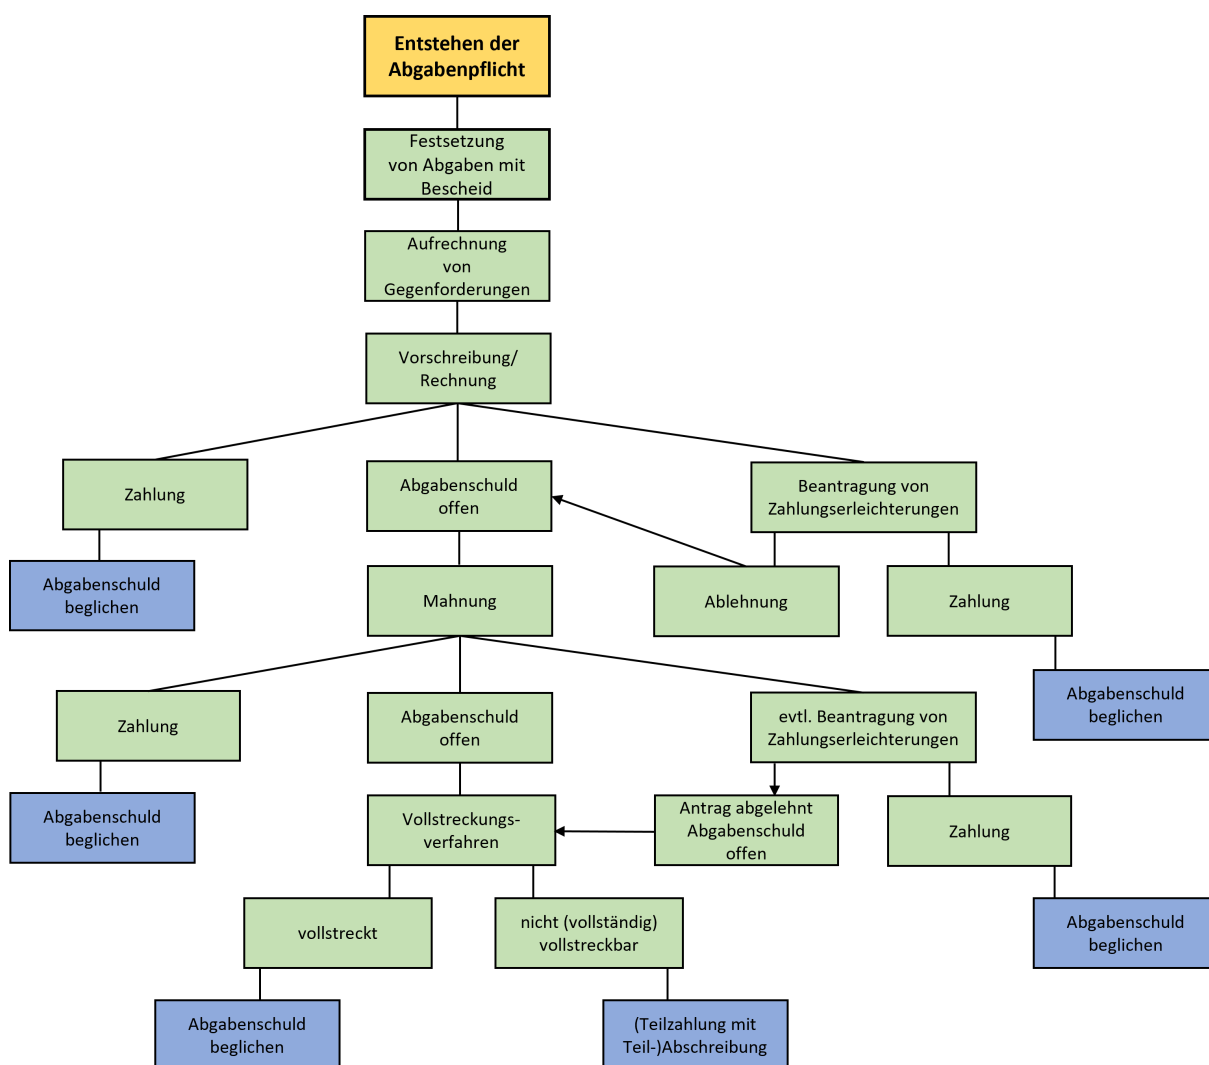 Entstehen der
Abgabenpflicht
Festsetzung
von Abgaben mit
Bescheid
Aufrechnung
von
Gegenforderungen
Vorschreibung/
Rechnung
Zahlung
Abgabenschuld
offen
Beantragung von
Zahlungserleichterungen
Abgabenschuld
beglichen
Mahnung
Ablehnung
Zahlung
Abgabenschuld
beglichen
Zahlung
Abgabenschuld
offen
evtl. Beantragung von
Zahlungserleichterungen
Abgabenschuld
beglichen
Vollstreckungs-
verfahren
Antrag abgelehnt
Abgabenschuld
offen
Zahlung
vollstreckt
nicht (vollständig)
vollstreckbar
Abgabenschuld
beglichen
Abgabenschuld
beglichen
(Teilzahlung mit
Teil-)Abschreibung